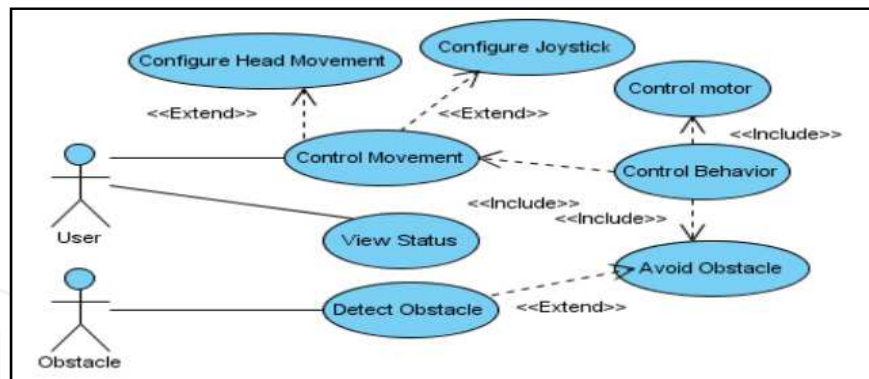 Configure Joystick
Configure Head Movement
Control motor
<<Extend>>
<<Extend>>
<<Include>>
Control Movement
Control Behavior
<<Include>>
<<Include>>
User
View Status
Avoid Obstacle
Detect Obstacle
<<Extend>>
Obstacle